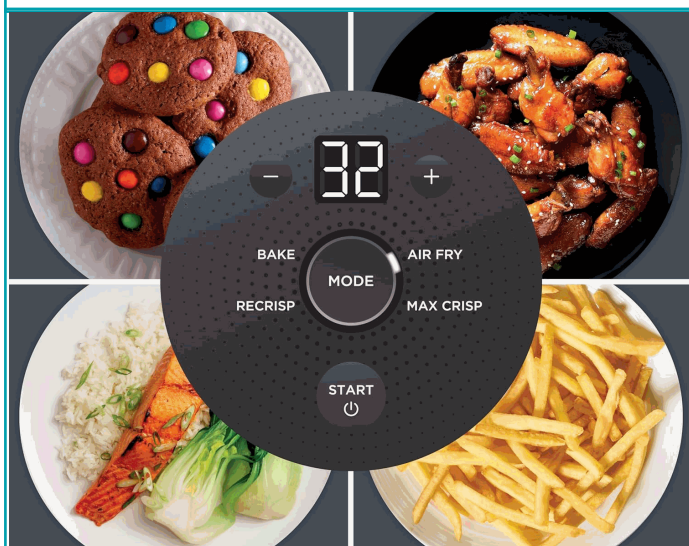 − 32 +
BAKE AIR FRY
MODE
RECRISP MAX CRISP
START